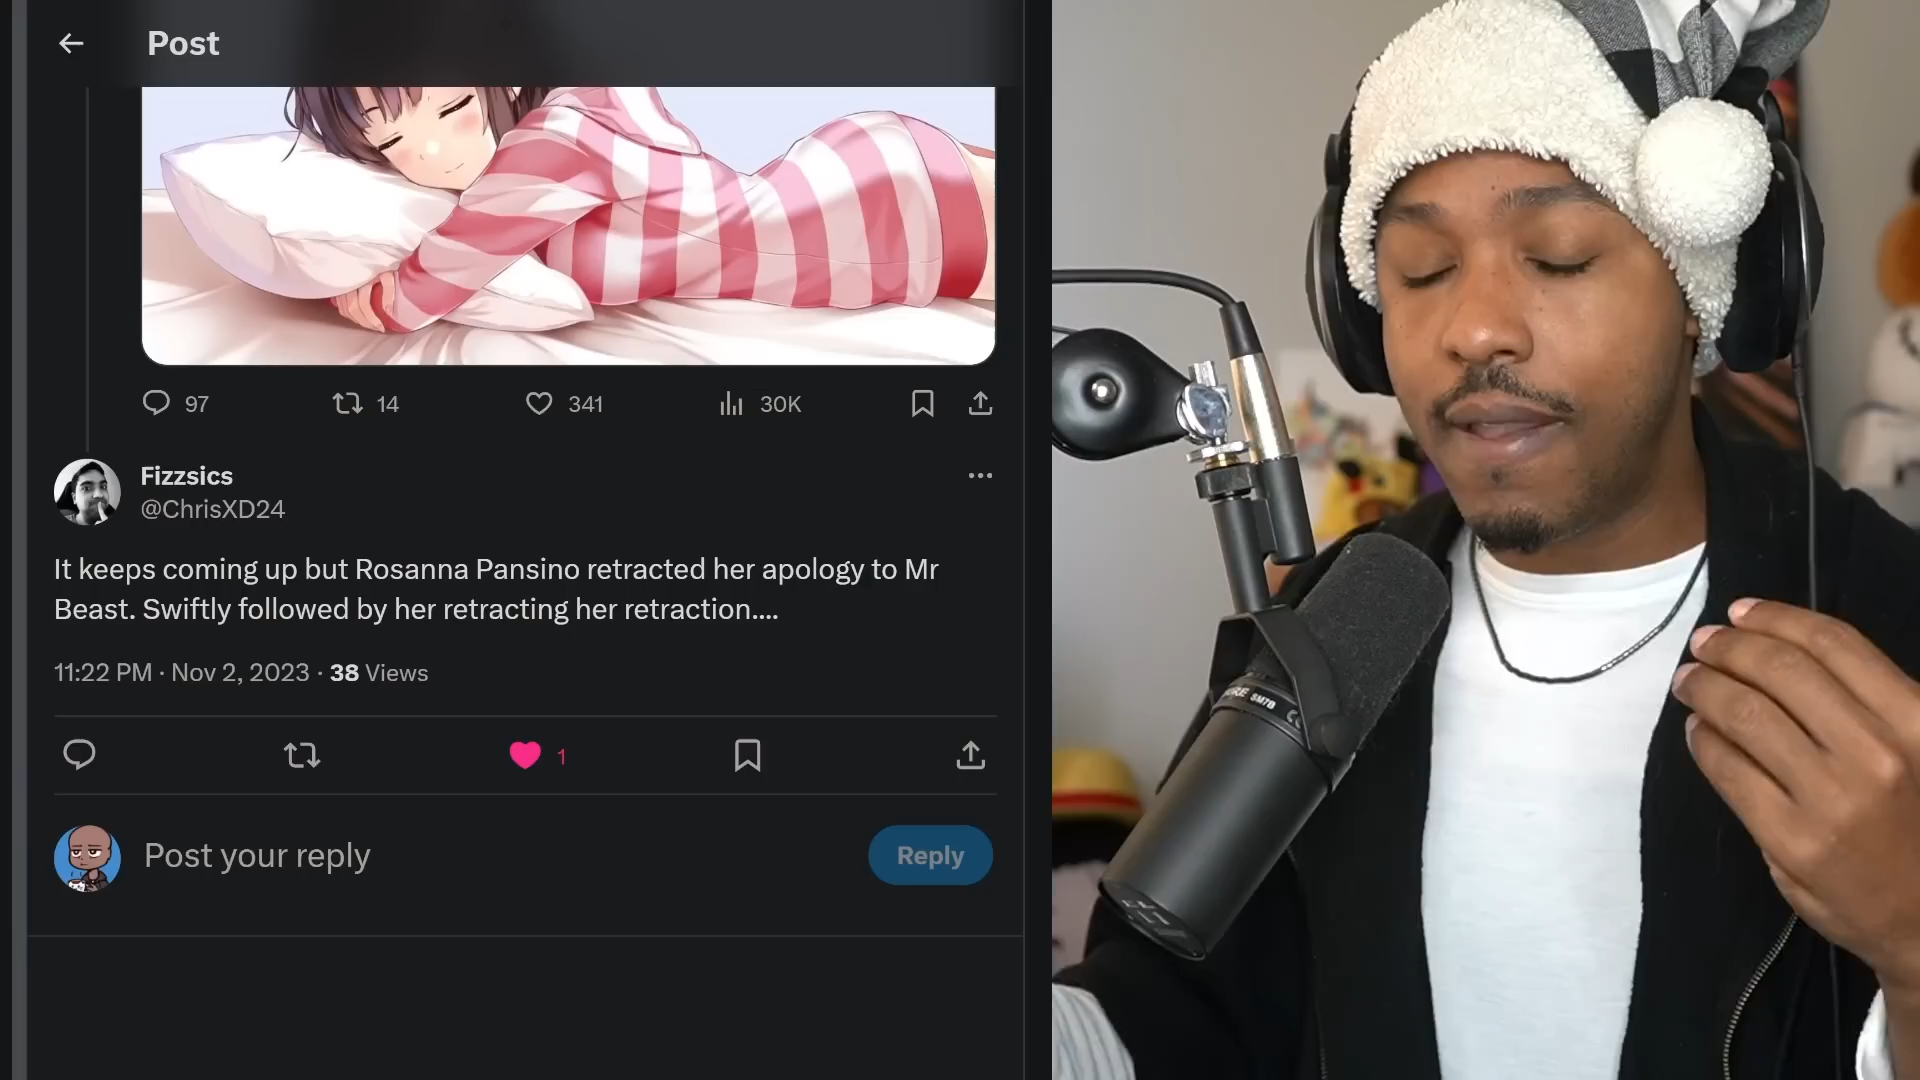 Post
97
14
341
30K
Fizzsics
@ChrisXD24
It keeps coming up but Rosanna Pansino retracted her apology to Mr
Beast. Swiftly followed by her retracting her retraction....
11:22 PM · Nov 2, 2023 · 38 Views
1
Post your reply
Reply
SM7B